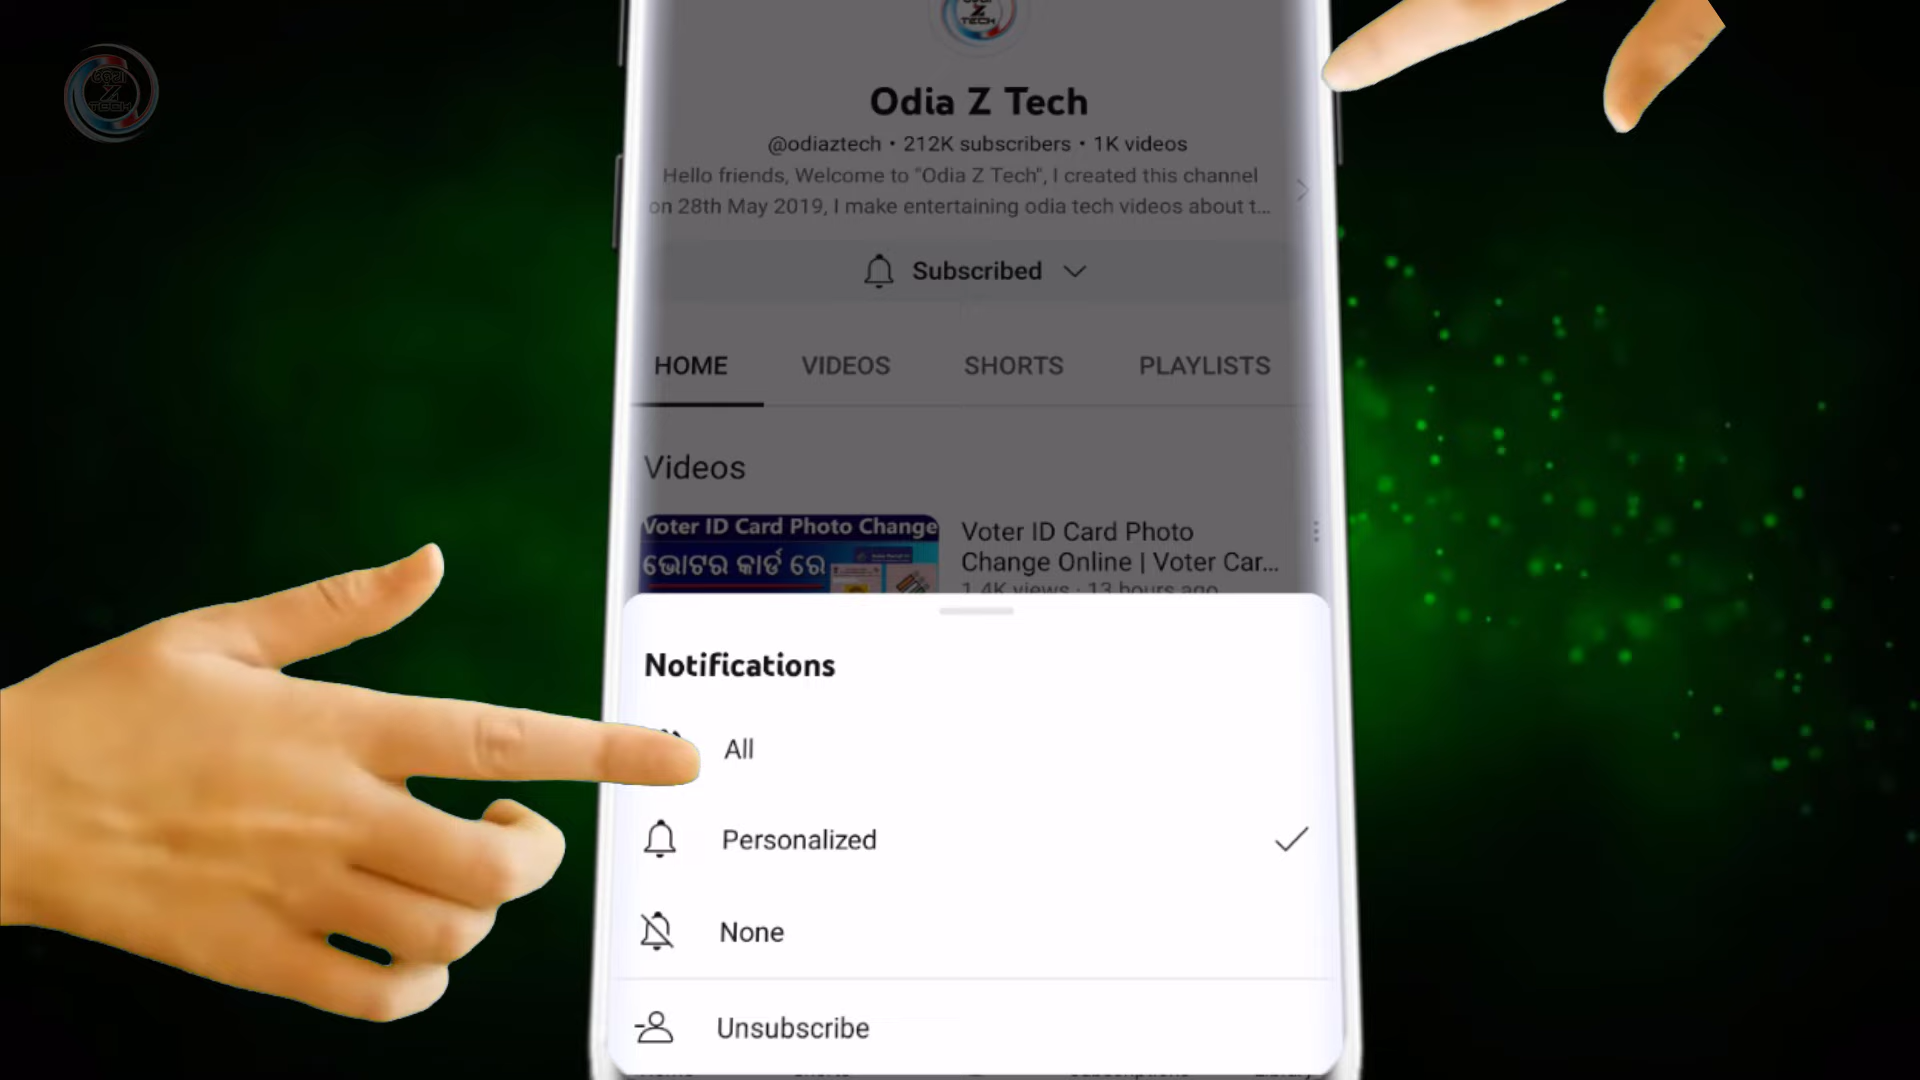 ଓଡ଼ିଆ
Z
TECH
Z
TECH
Odia Z Tech
@odiaztech • 212K subscribers • 1K videos
Hello friends, Welcome to "Odia Z Tech", I created this channel
on 28th May 2019, I make entertaining odia tech videos about t...
Subscribed
HOME VIDEOS SHORTS PLAYLISTS
Videos
Voter ID Card Photo Change
ଭୋଟର କାର୍ଡ ରେ
Voter ID Card Photo
Change Online | Voter Car...
1.4K views · 13 hours ago
Notifications
All
Personalized
None
Unsubscribe